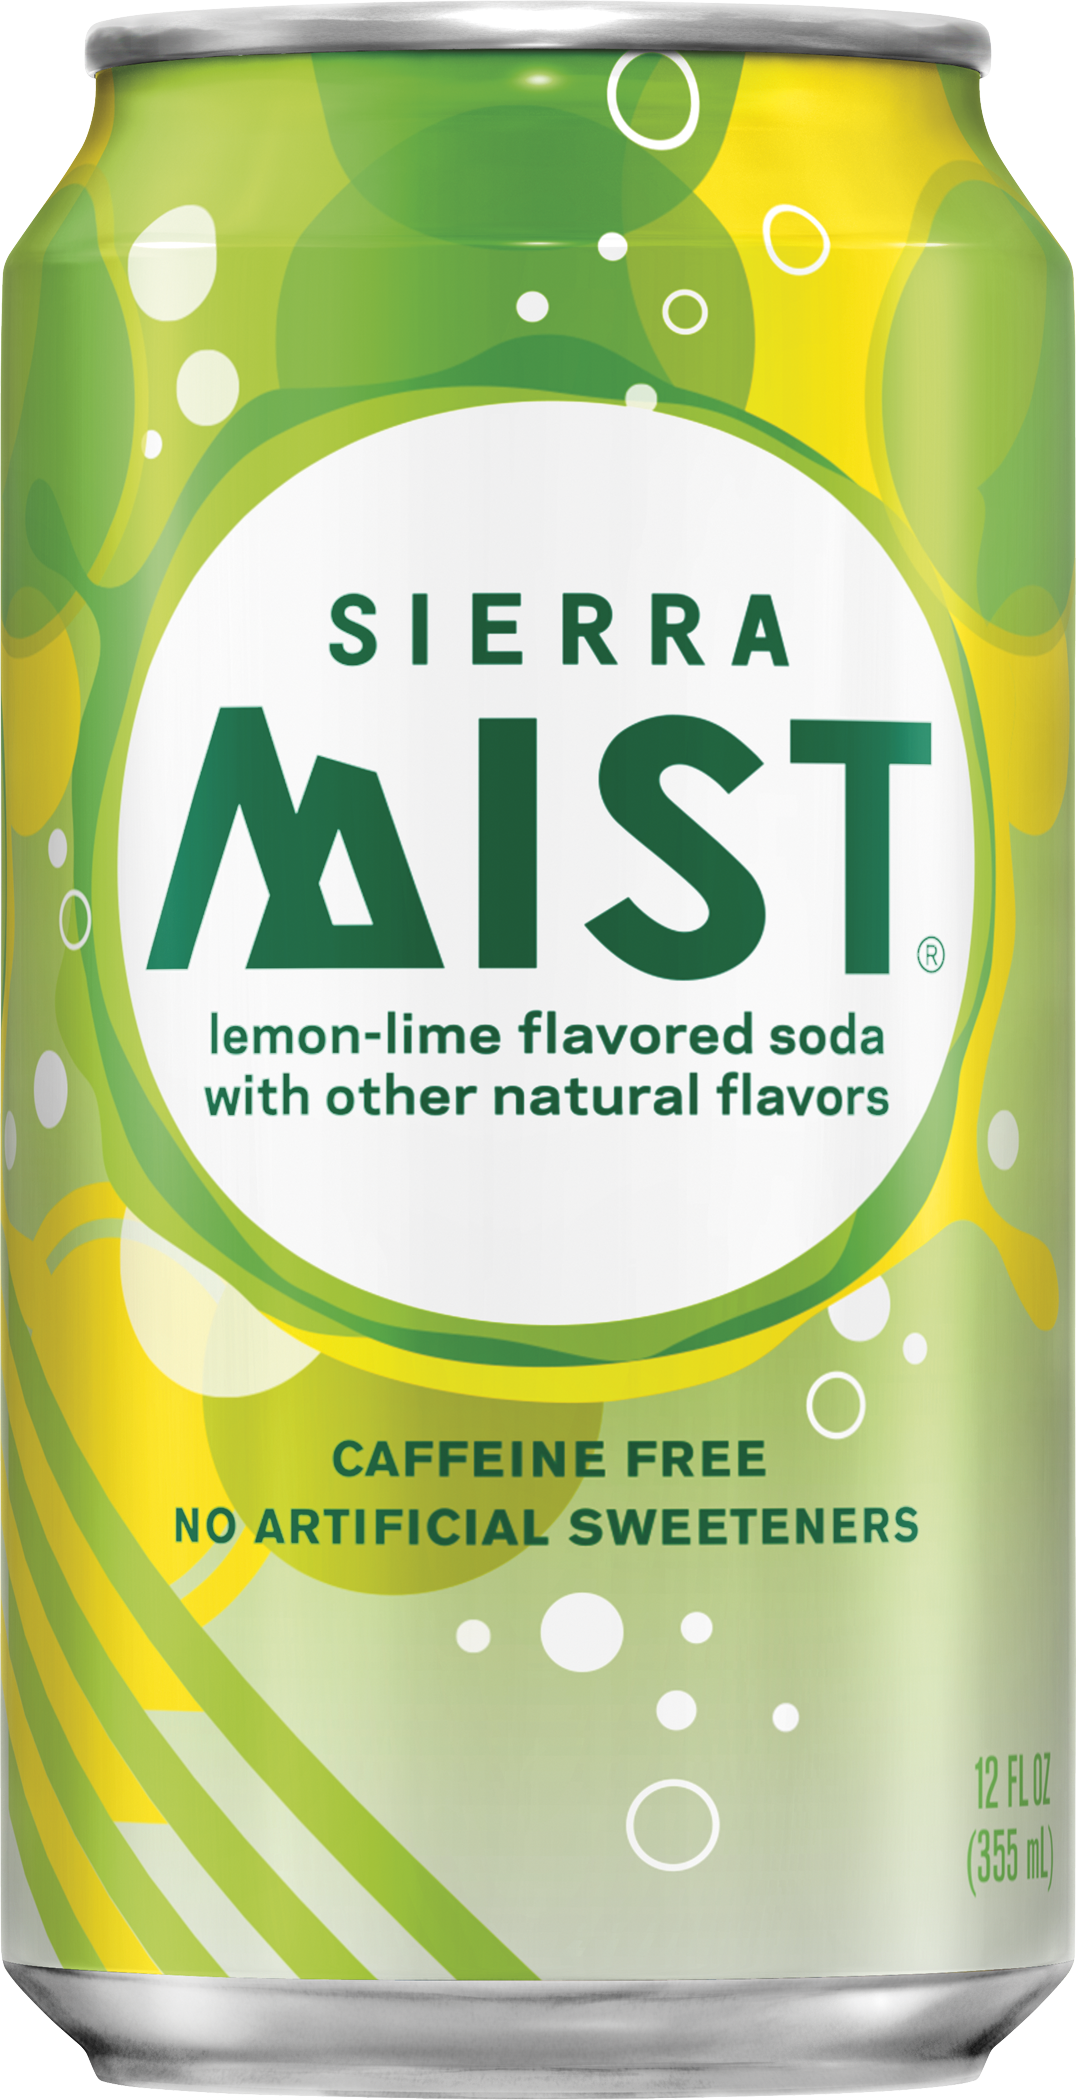 SIERRA
MIST®
lemon-lime flavored soda
with other natural flavors
CAFFEINE FREE
NO ARTIFICIAL SWEETENERS
12 FL OZ
(355 mL)